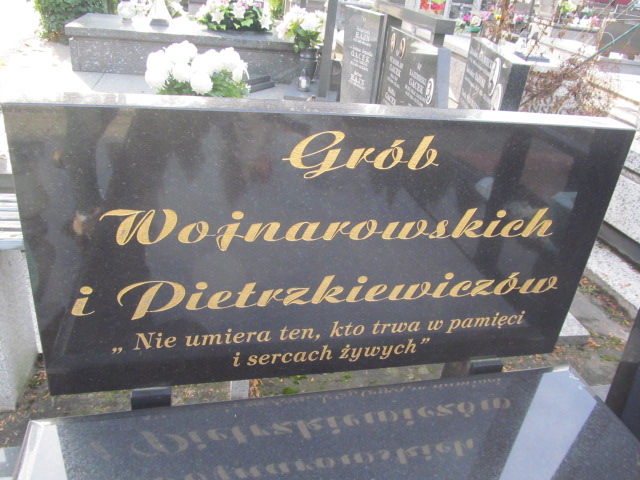 Grób
Wojnarowskich
i Pietrzkiewiczów
„Nie umiera ten, kto trwa w pamięci
i sercach żywych"